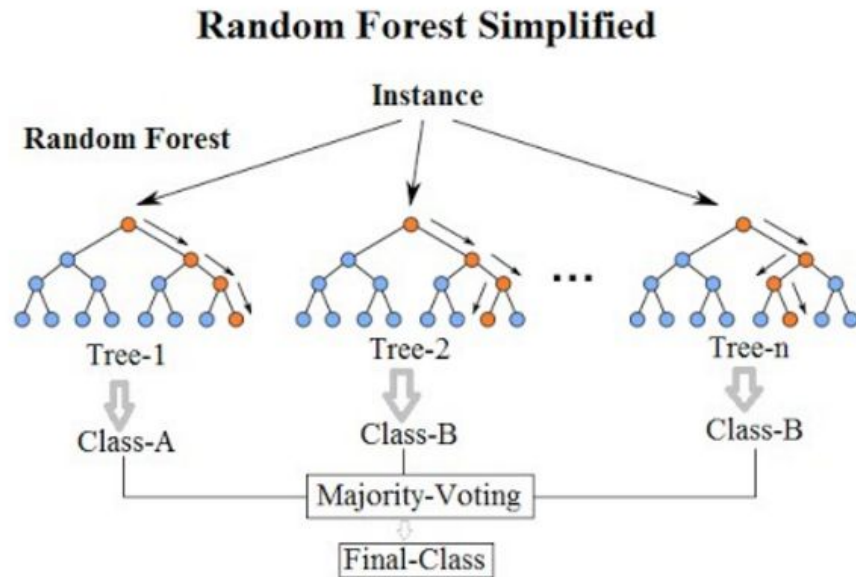 Random Forest Simplified
Instance
Random Forest
...
Tree-1 Tree-2 Tree-n
Class-A Class-B Class-B
Majority-Voting
Final-Class